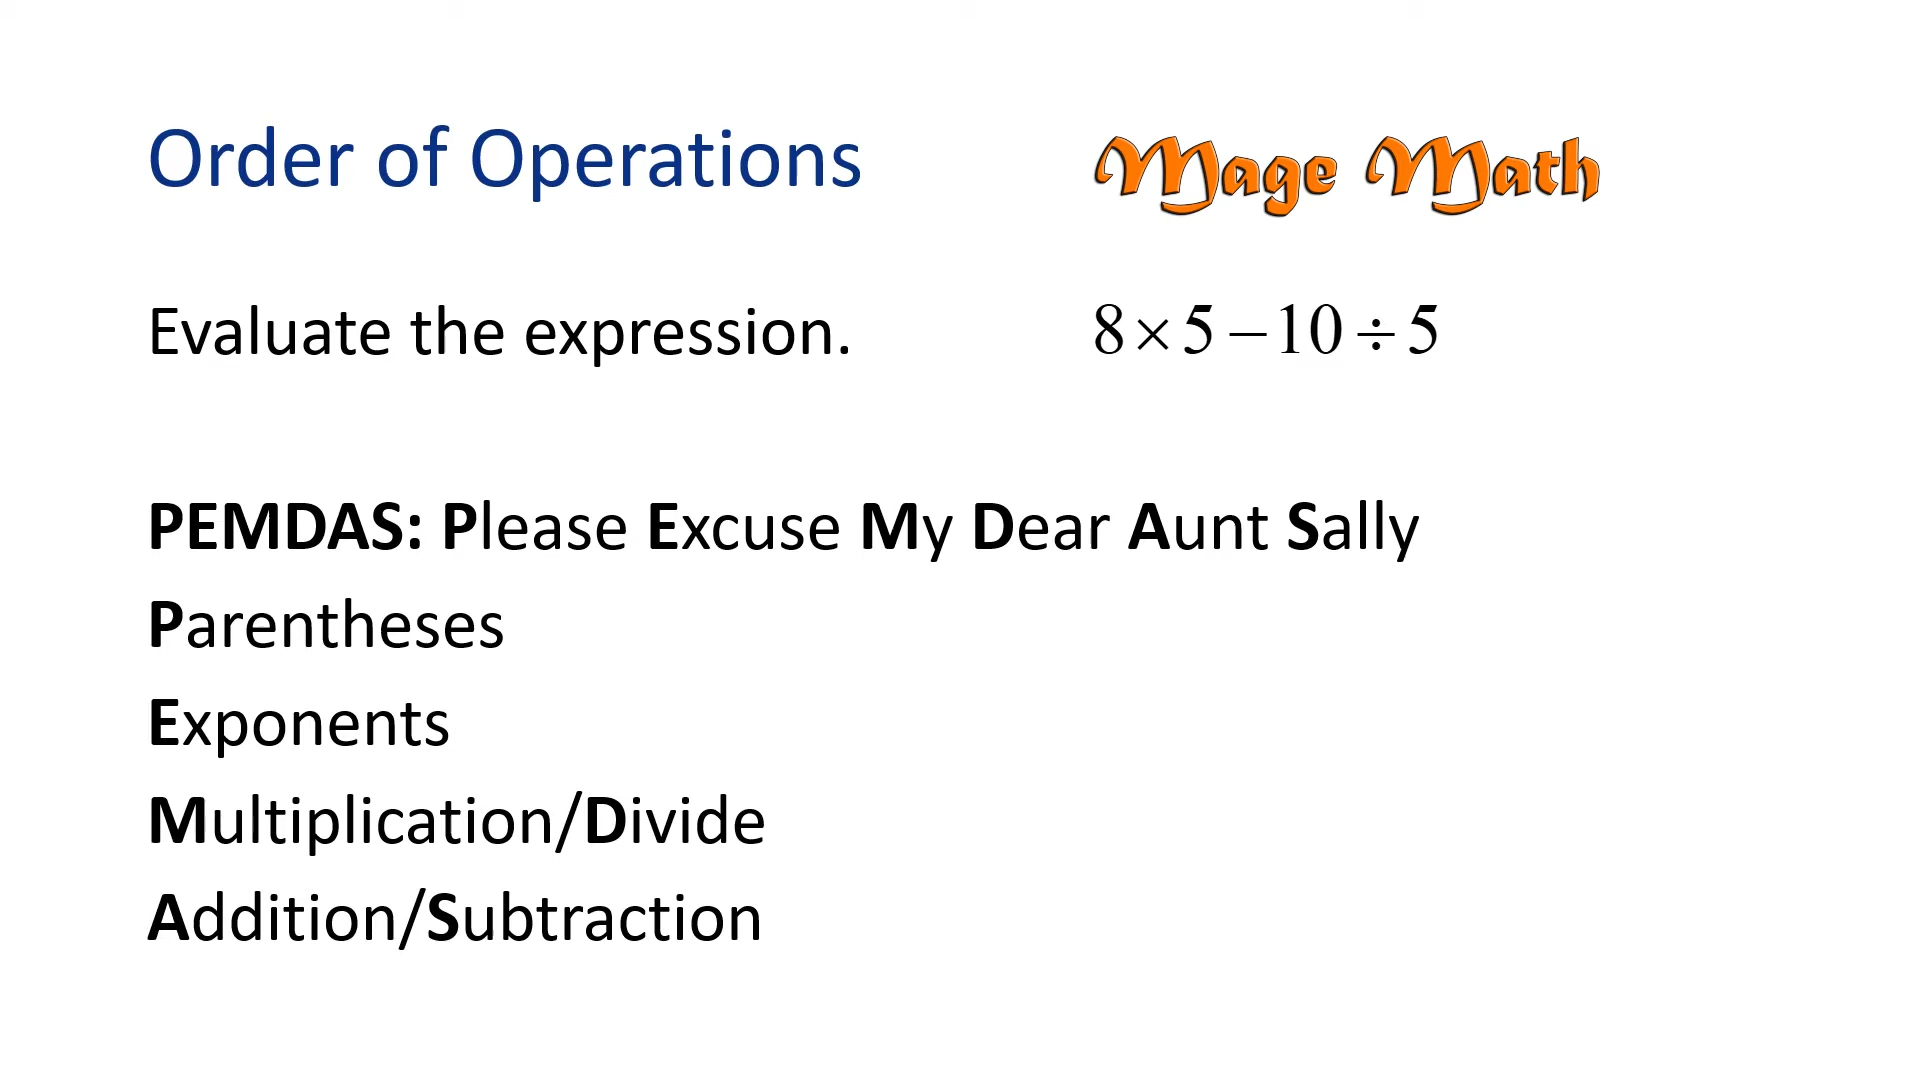 Order of Operations
Mage Math
Evaluate the expression.
8×5−10÷5
PEMDAS: Please Excuse My Dear Aunt Sally
Parentheses
Exponents
Multiplication/Divide
Addition/Subtraction